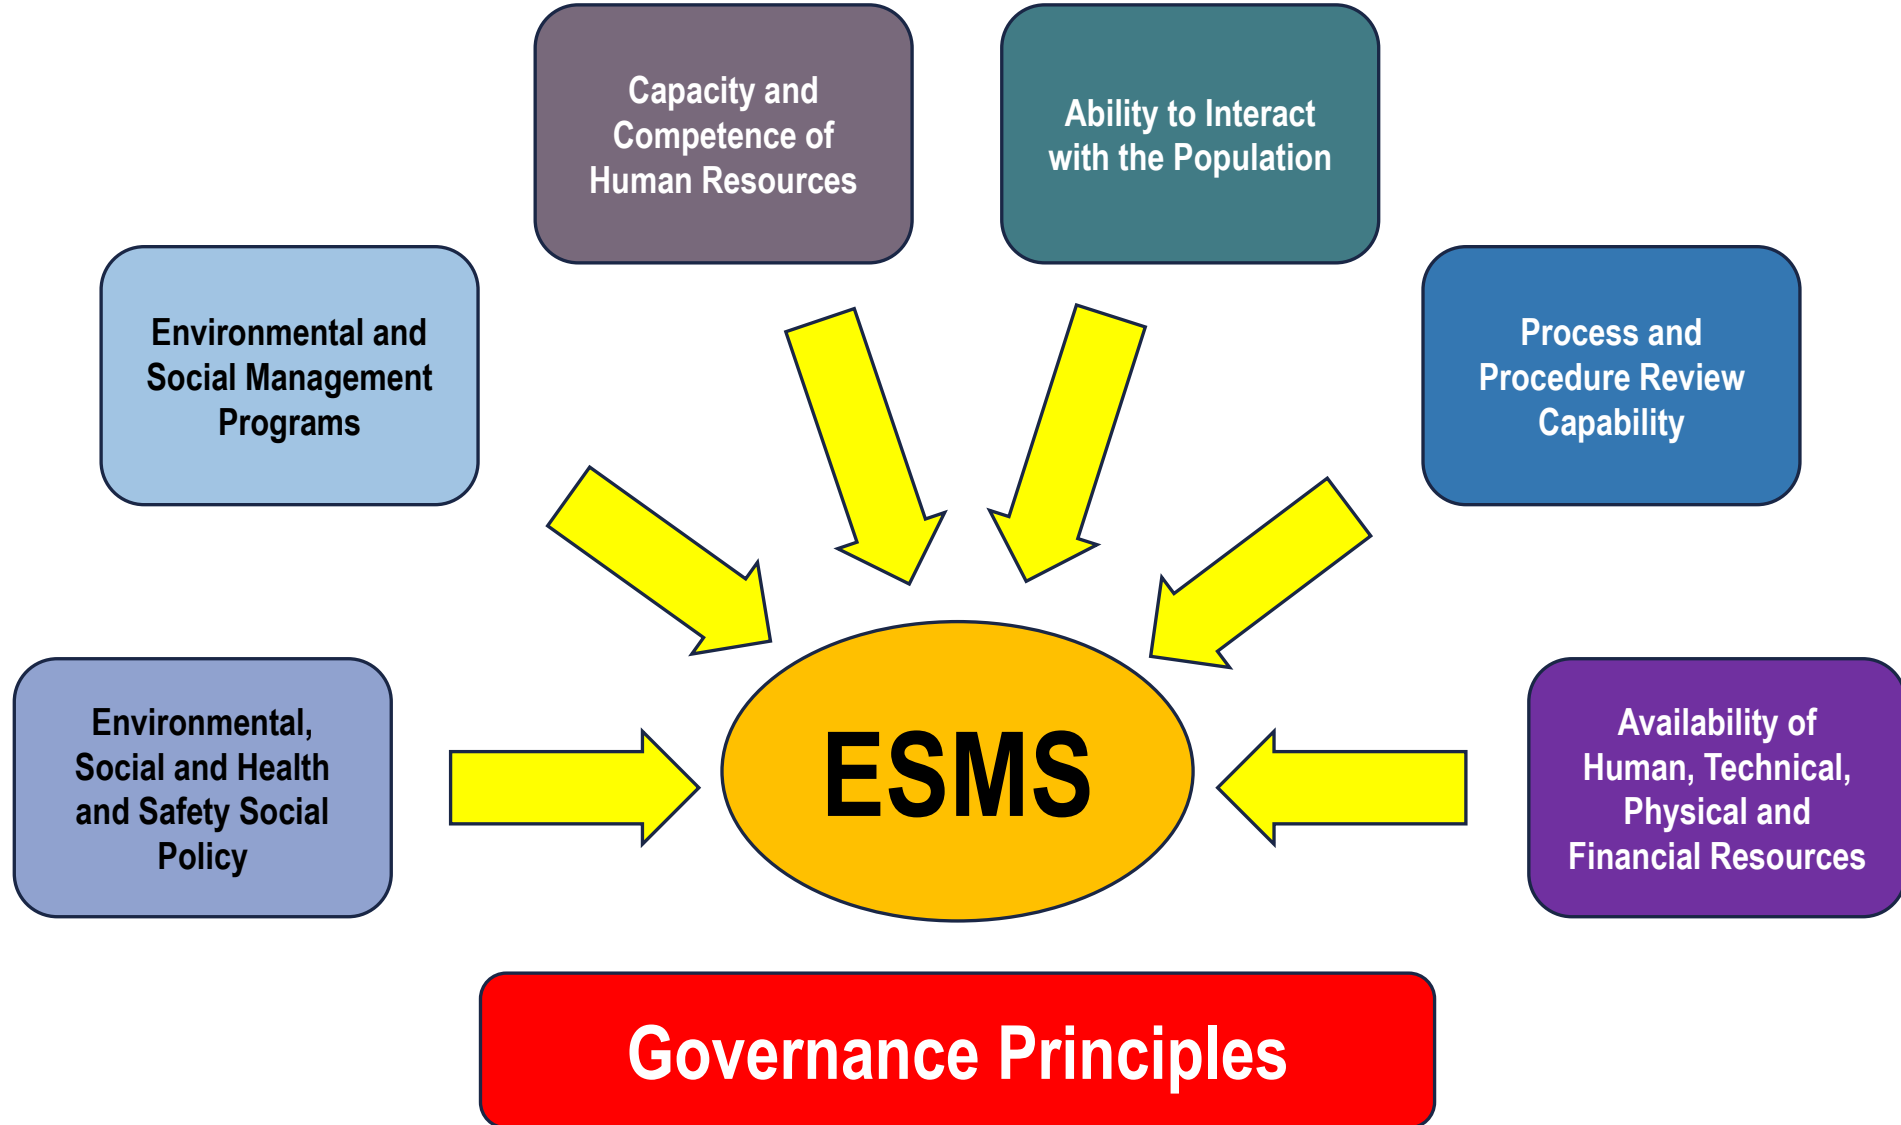 Capacity and
Competence of
Human Resources
Ability to Interact
with the Population
Environmental and
Social Management
Programs
Process and
Procedure Review
Capability
Environmental,
Social and Health
and Safety Social
Policy
ESMS
Availability of
Human, Technical,
Physical and
Financial Resources
Governance Principles